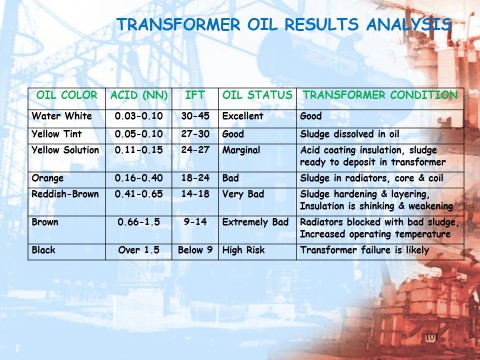 TRANSFORMER OIL RESULTS ANALYSIS
OIL COLOR ACID (NN) IFT OIL STATUS TRANSFORMER CONDITION
Water White 0.03-0.10 30-45 Excellent Good
Yellow Tint 0.05-0.10 27-30 Good Sludge dissolved in oil
Yellow Solution 0.11-0.15 24-27 Marginal Acid coating insulation, sludge
ready to deposit in transformer
Orange 0.16-0.40 18-24 Bad Sludge in radiators, core & coil
Reddish-Brown 0.41-0.65 14-18 Very Bad Sludge hardening & layering,
Insulation is shinking & weakening
Brown 0.66-1.5 9-14 Extremely Bad Radiators blocked with bad sludge,
Increased operating temperature
Black Over 1.5 Below 9 High Risk Transformer failure is likely